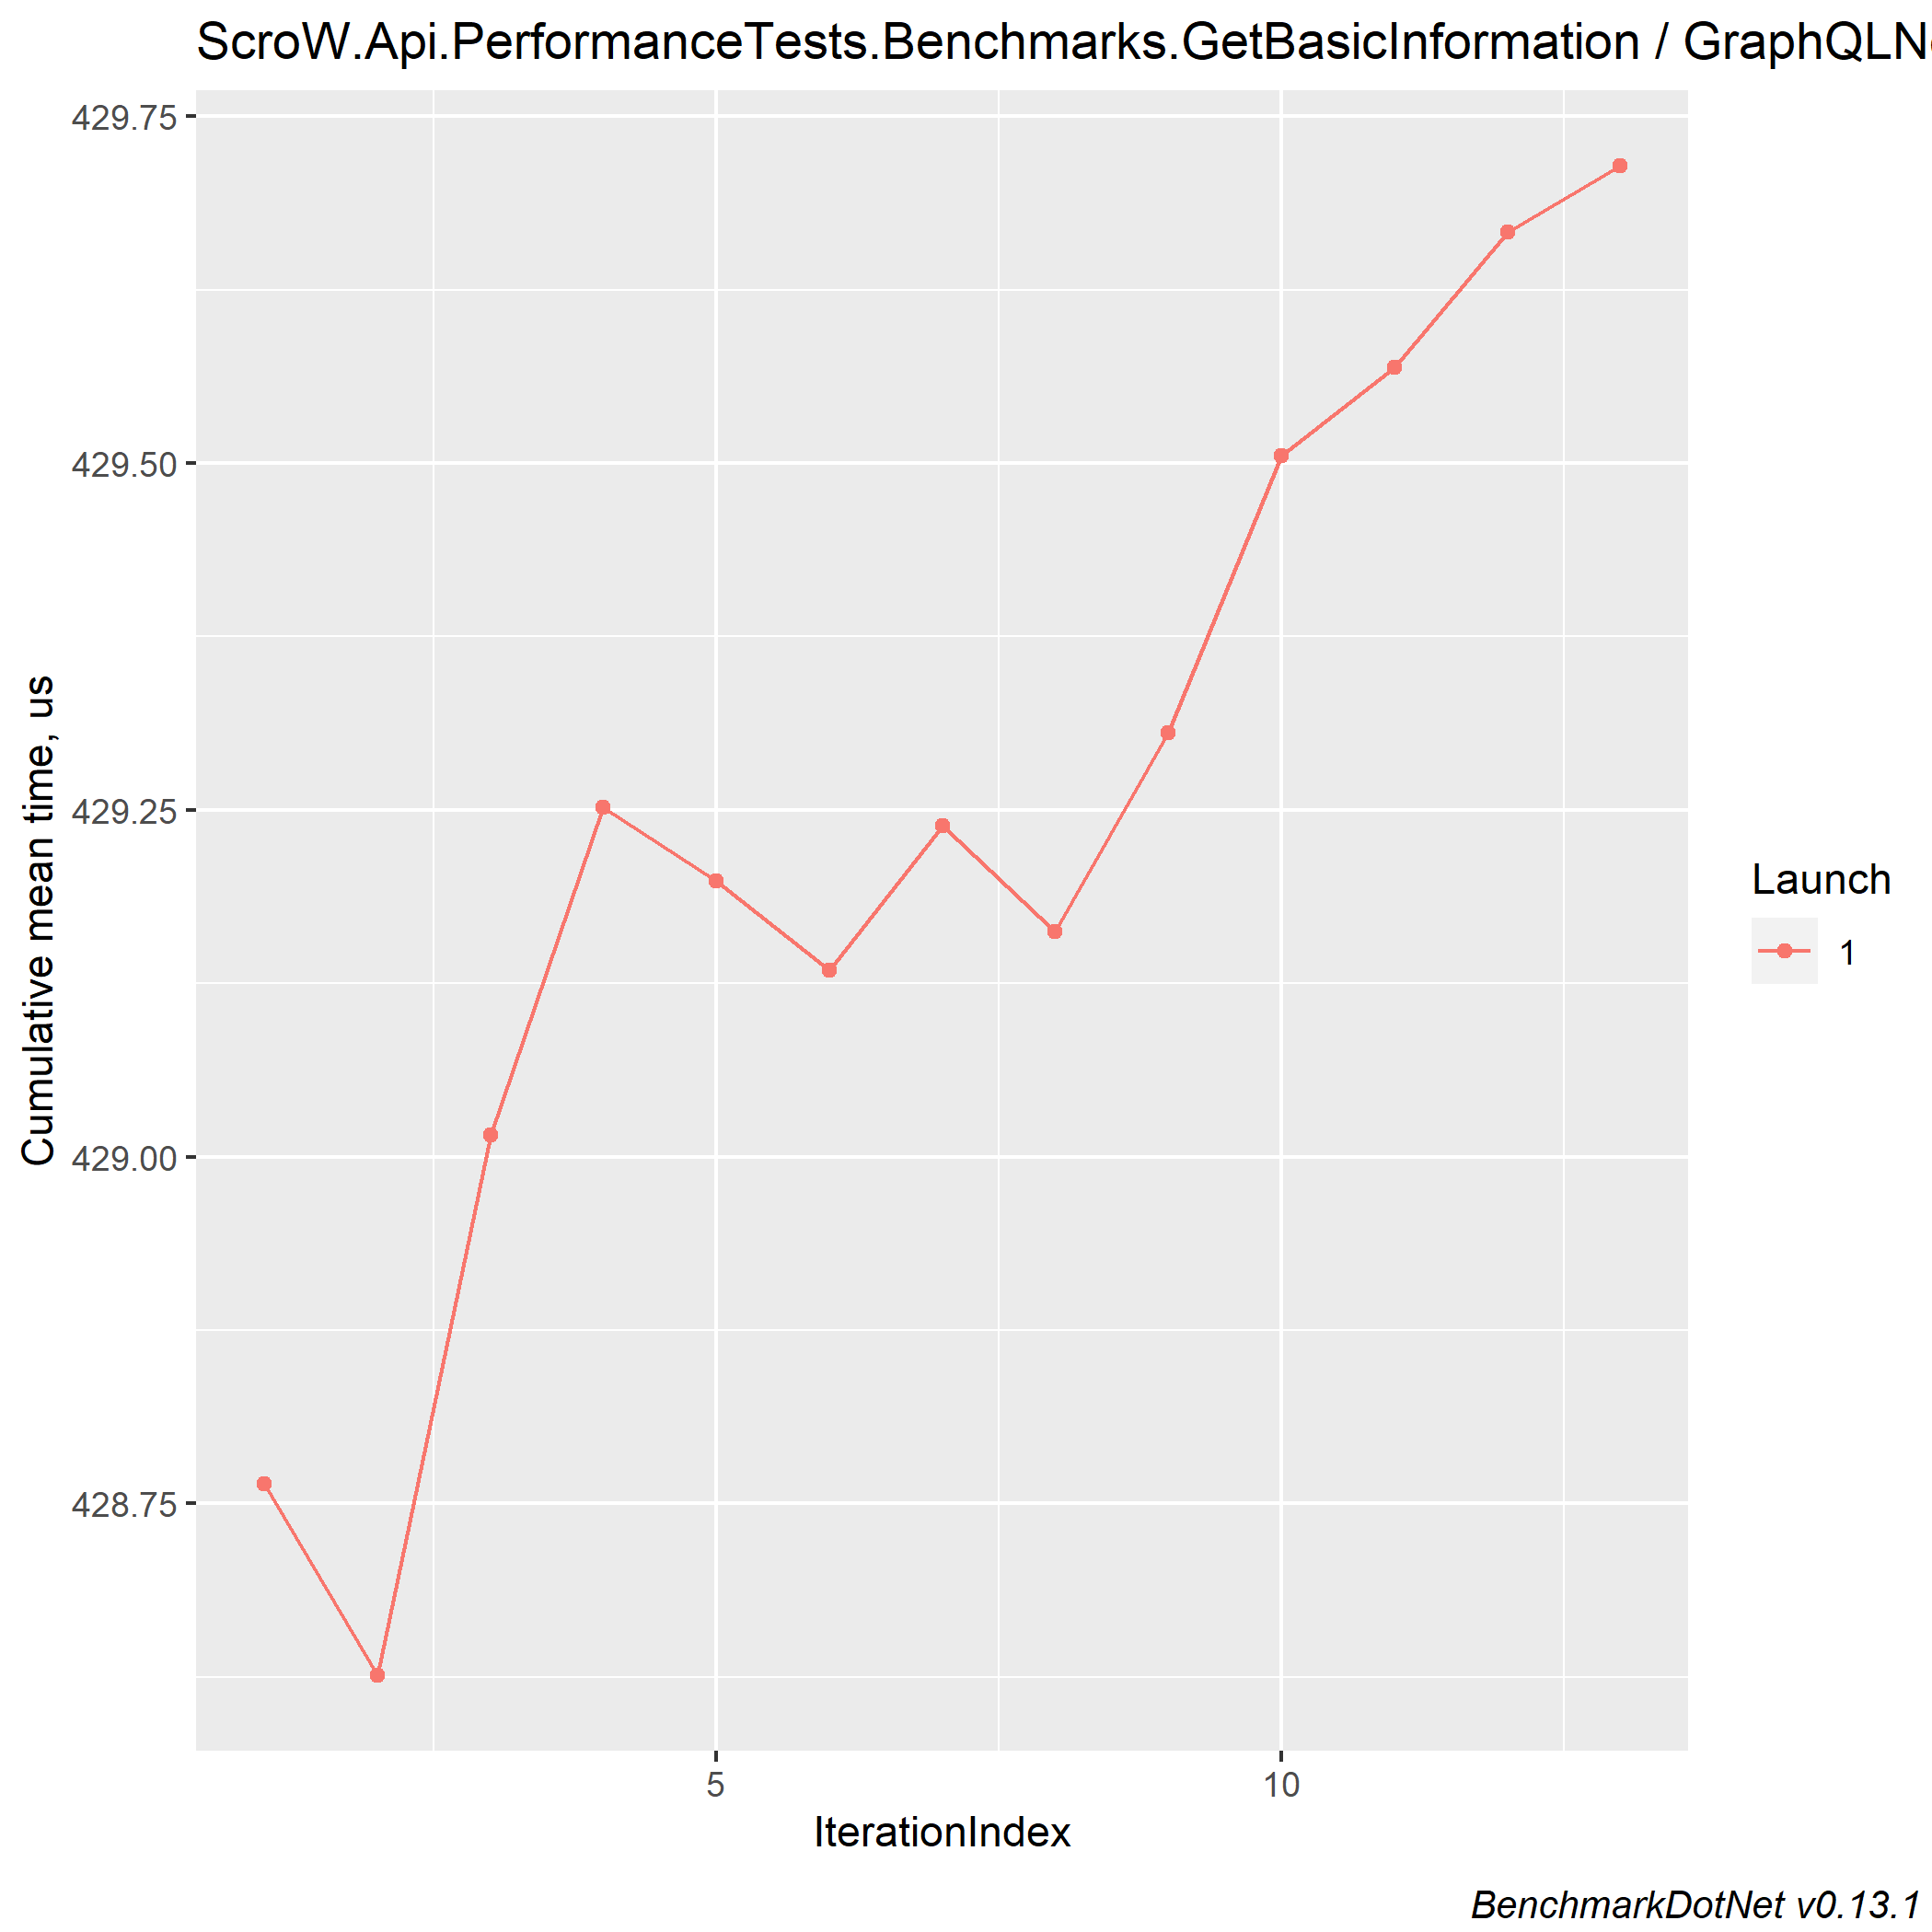 ScroW.Api.PerformanceTests.Benchmarks.GetBasicInformation / GraphQLN
429.75
429.50
429.25
429.00
428.75
Cumulative mean time, us
5
10
IterationIndex
Launch
1
BenchmarkDotNet v0.13.1